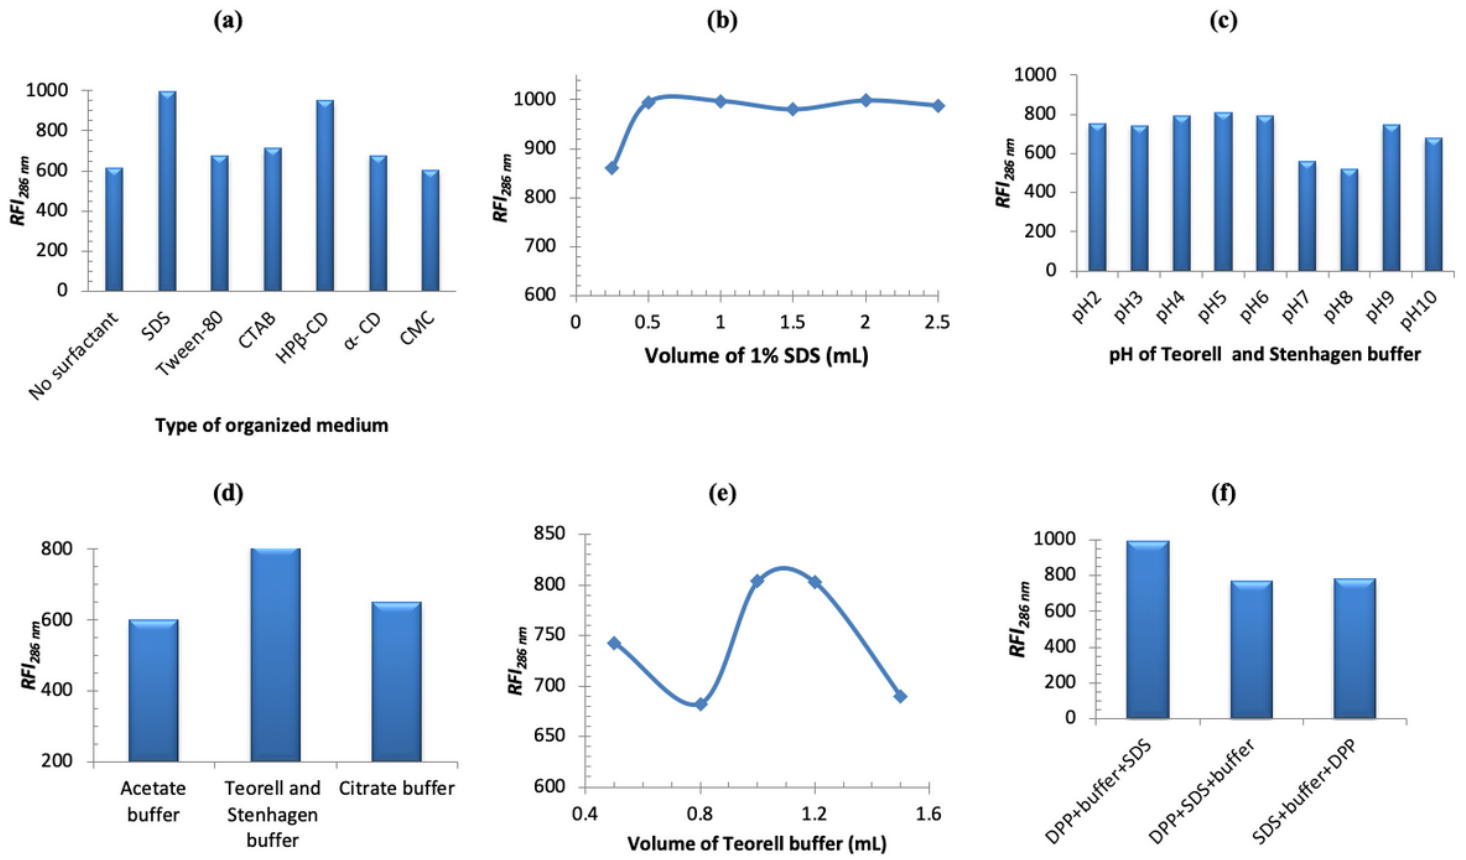 (a)
1000
800
600
400
200
0
RFI286 nm
No surfactant
SDS
Tween-80
CTAB
HPβ-CD
α- CD
CMC
Type of organized medium
(b)
1000
900
800
700
600
RFI286 nm
0
0.5
1
1.5
2
2.5
Volume of 1% SDS (mL)
(c)
1000
800
600
400
200
0
RFI286 nm
pH2
pH3
pH4
pH5
pH6
pH7
pH8
pH9
pH10
pH of Teorell and Stenhagen buffer
(d)
800
600
400
200
RFI286 nm
Acetate
buffer
Teorell and
Stenhagen
buffer
Citrate buffer
(e)
850
800
750
700
650
600
RFI286 nm
0.4
0.8
1.2
1.6
Volume of Teorell buffer (mL)
(f)
1000
800
600
400
200
0
RFI286 nm
DPP+buffer+SDS
DPP+SDS+buffer
SDS+buffer+DPP